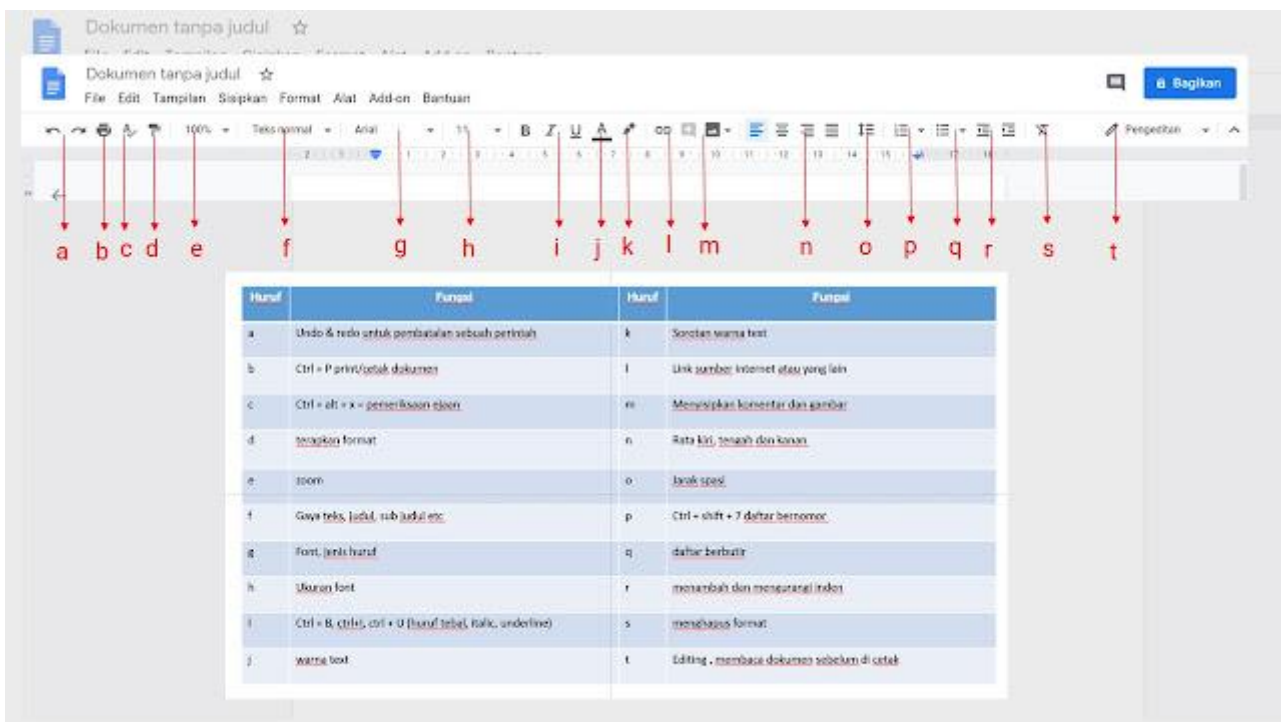 Dokumen tanpa judul
Dokumen tanpa judul
File Edit Tampilan Sisipkan Format Alat Add-on Bantuan
Bagikan
100% Teks normal Arial 11 B I U A Pengeditan
a b c d e f g h i j k l m n o p q r s t
Huruf Fungsi Huruf Fungsi
a Undo & redo untuk pembatalan sebuah perintah k Sorotan warna text
b Ctrl + P print/cetak dokumen l Link sumber internet atau yang lain
c Ctrl + alt + x = pemeriksaan ejaan m Menyisipkan komentar dan gambar
d terapkan format n Rata kiri, tengah dan kanan
e zoom o Jarak spasi
f Gaya teks, judul, sub judul etc p Ctrl + shift + 7 daftar bernomor
g Font, jenis huruf q daftar berbutir
h Ukuran font r menambah dan mengurangi inden
i Ctrl + B, ctrl+I, ctrl + U (huruf tebal, italic, underline) s menghapus format
j warna text t Editing , membaca dokumen sebelum di cetak